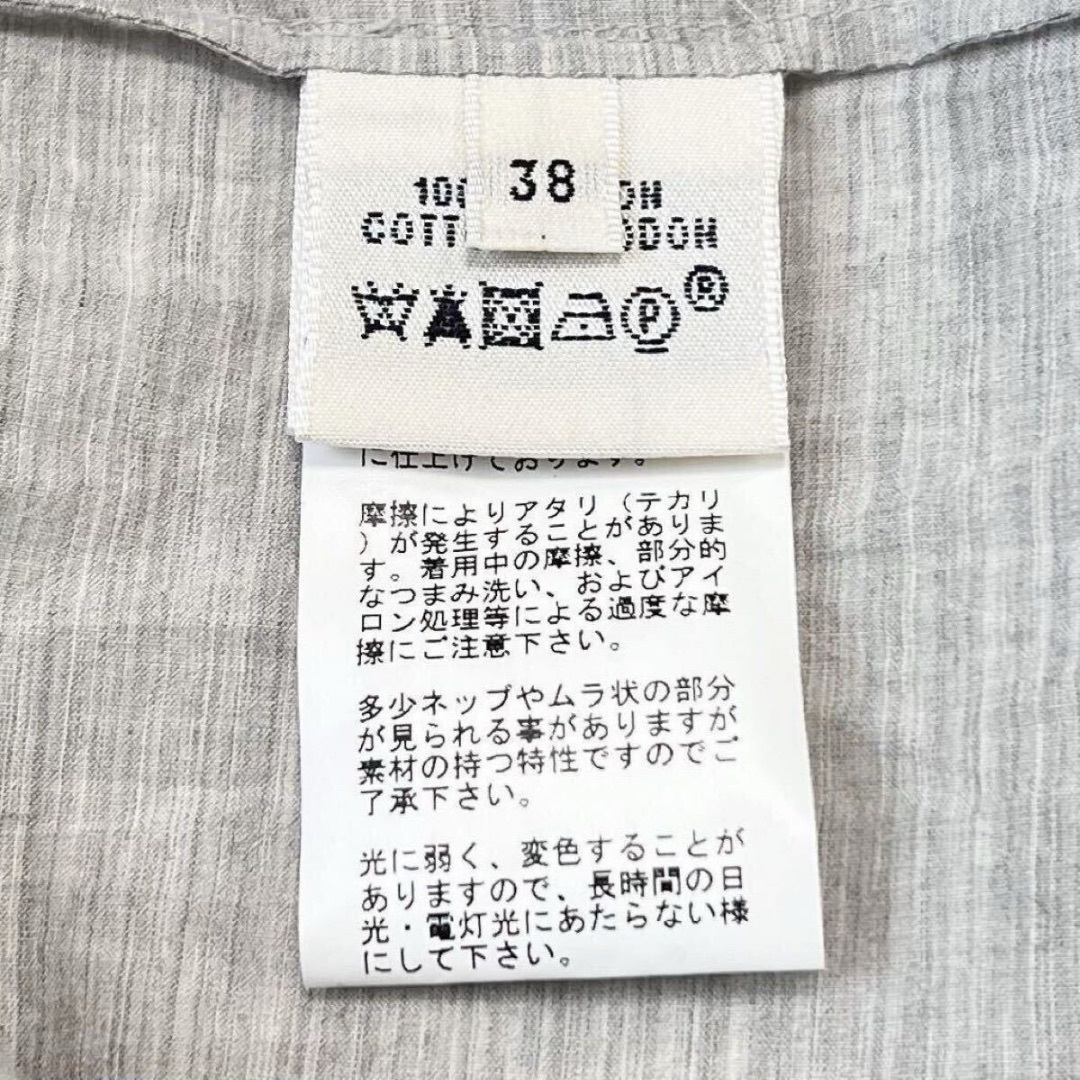 38
に仕上げております。
摩擦によりアタリ（テカリ
）が発生することがありま
す。着用中の摩擦、部分的
なつまみ洗い、およびアイ
ロン処理等による過度な摩
擦にご注意下さい。
多少ネップやムラ状の部分
が見られる事がありますが
素材の持つ特性ですのでご
了承下さい。
光に弱く、変色することが
ありますので、長時間の日
光・電灯光にあたらない様
にして下さい。